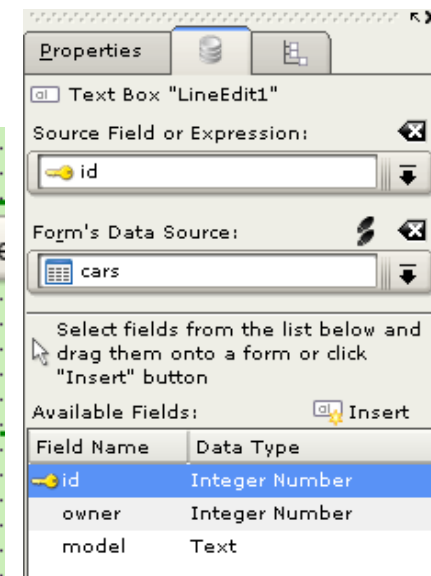 Properties
Text Box "LineEdit1"
Source Field or Expression:
id
Form's Data Source:
cars
Select fields from the list below and
drag them onto a form or click
"Insert" button
Available Fields:
Insert
Field Name Data Type
id Integer Number
owner Integer Number
model Text